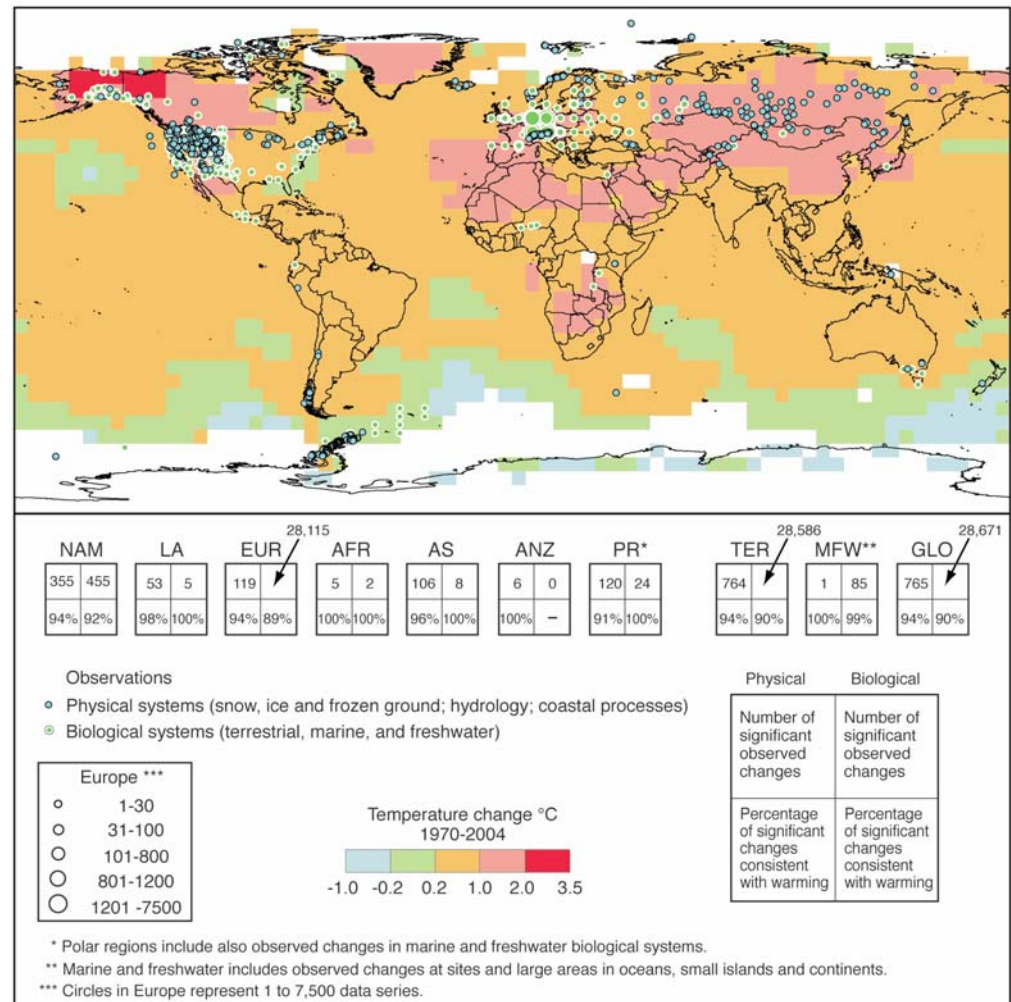 28,115
28,586
28,671
NAM LA EUR AFR AS ANZ PR* TER MFW** GLO
355 455 53 5 119 5 2 106 8 6 0 120 24 764 1 85 765
94% 92% 98% 100% 94% 89% 100% 100% 96% 100% 100% – 91% 100% 94% 90% 100% 99% 94% 90%
Observations
Physical systems (snow, ice and frozen ground; hydrology; coastal processes)
Biological systems (terrestrial, marine, and freshwater)
Europe ***
1-30
31-100
101-800
801-1200
1201 -7500
Temperature change °C
1970-2004
-1.0 -0.2 0.2 1.0 2.0 3.5
Physical Biological
Number of
significant
observed
changes
Number of
significant
observed
changes
Percentage
of significant
changes
consistent
with warming
Percentage
of significant
changes
consistent
with warming
* Polar regions include also observed changes in marine and freshwater biological systems.
** Marine and freshwater includes observed changes at sites and large areas in oceans, small islands and continents.
*** Circles in Europe represent 1 to 7,500 data series.